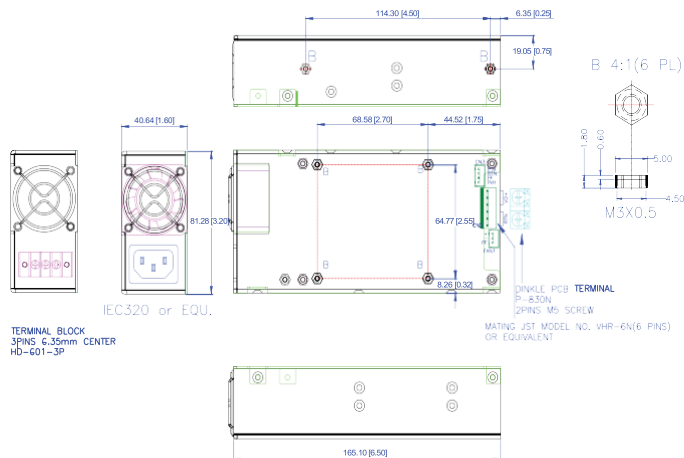 114.30 [4.50]
6.35 [0.25]
19.05 [0.75]
B
B
B 4:1(6 PL)
40.64 [1.60]
68.58 [2.70]
44.52 [1.75]
1.80
0.60
5.00
4.50
M3X0.5
81.28 [3.20]
64.77 [2.55]
8.26 [0.32]
B
B
B
B
IEC320 or EQU.
DINKLE PCB TERMINAL
P-830N
2PINS M5 SCREW
MATING JST MODEL NO. VHR-6N(6 PINS)
OR EQUIVALENT
TERMINAL BLOCK
3PINS 6.35mm CENTER
HD-601-3P
165.10 [6.50]